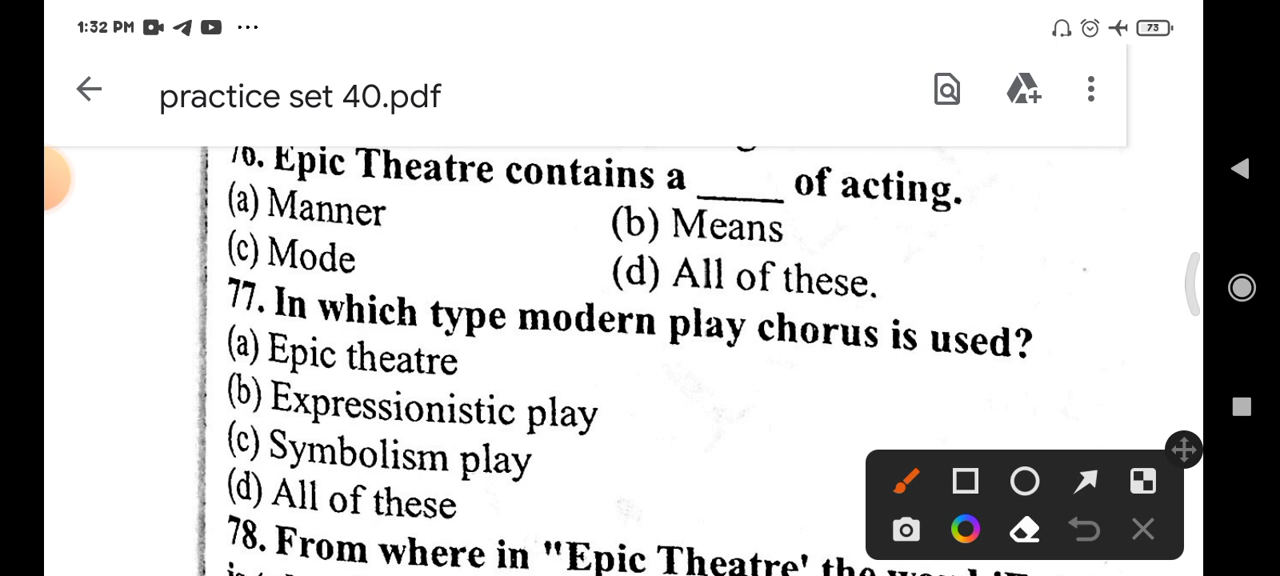 1:32 PM ...
73
practice set 40.pdf
76. Epic Theatre contains a ____ of acting.
(a) Manner (b) Means
(c) Mode (d) All of these.
77. In which type modern play chorus is used?
(a) Epic theatre
(b) Expressionistic play
(c) Symbolism play
(d) All of these
78. From where in "Epic Theatre' the